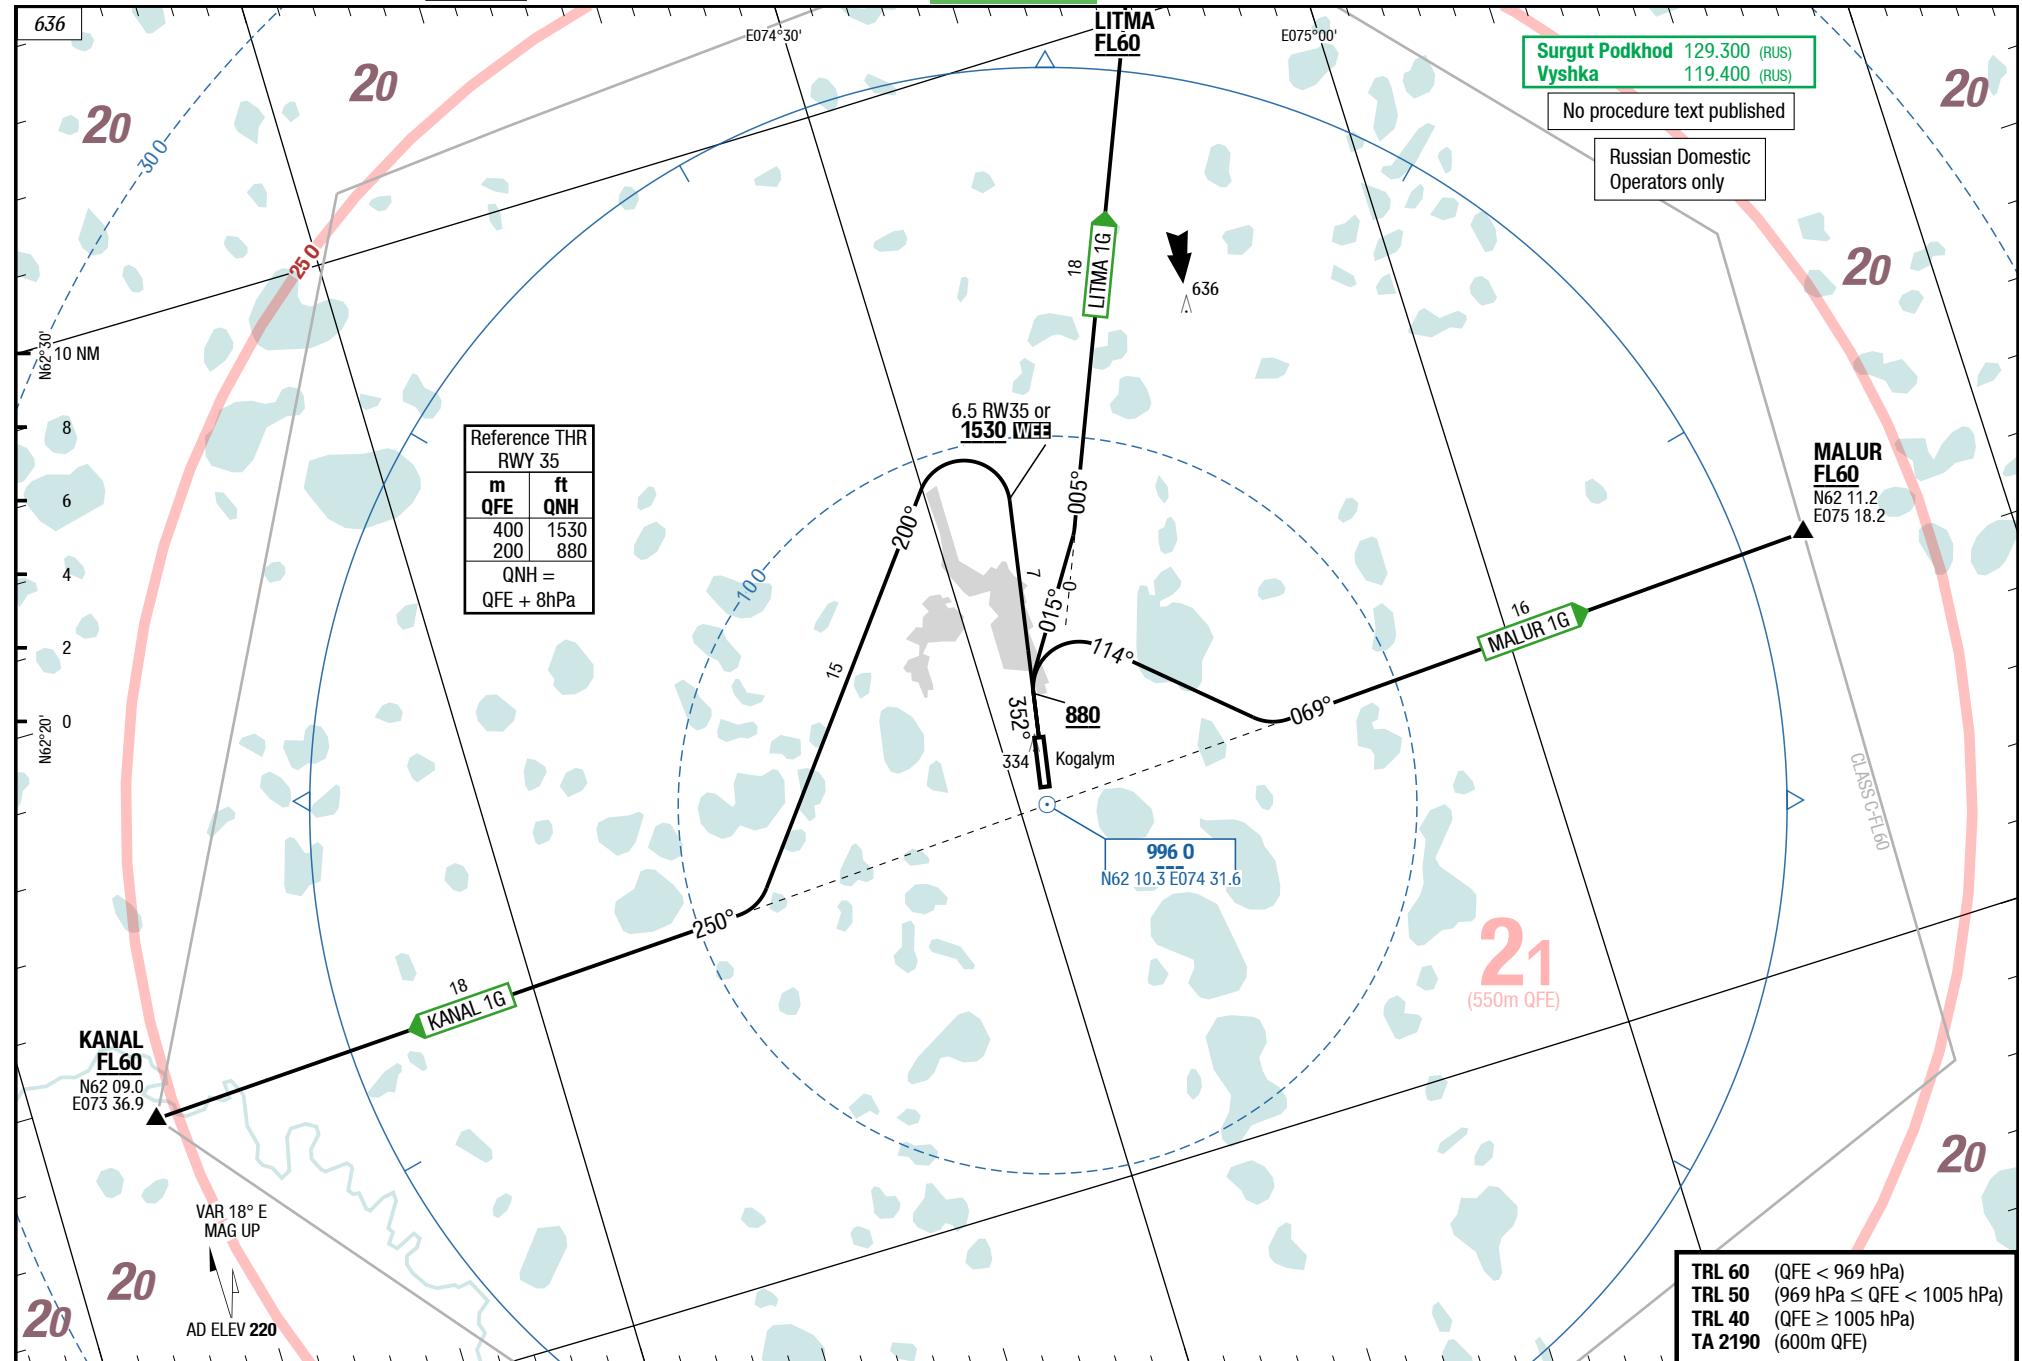 636
E074°30'
LITMA
FL60
E075°00'
Surgut Podkhod 129.300 (RUS)
Vyshka 119.400 (RUS)
No procedure text published
Russian Domestic
Operators only
20
20
20
20
300
250
18
LITMA 1G
636
N62°30'
10 NM
8
6
4
2
0
N62°20'
Reference THR
RWY 35
m ft
QFE QNH
400 1530
200 880
QNH =
QFE + 8hPa
6.5 RW35 or
1530 WEE
100
200°
15
7
005°
0
015°
114°
352°
880
334
Kogalym
069°
16
MALUR 1G
MALUR
FL60
N62 11.2
E075 18.2
CLASS C-FL60
996 0
N62 10.3 E074 31.6
250°
18
KANAL 1G
KANAL
FL60
N62 09.0
E073 36.9
21
(550m QFE)
VAR 18° E
MAG UP
AD ELEV 220
20
20
20
TRL 60 (QFE < 969 hPa)
TRL 50 (969 hPa ≤ QFE < 1005 hPa)
TRL 40 (QFE ≥ 1005 hPa)
TA 2190 (600m QFE)